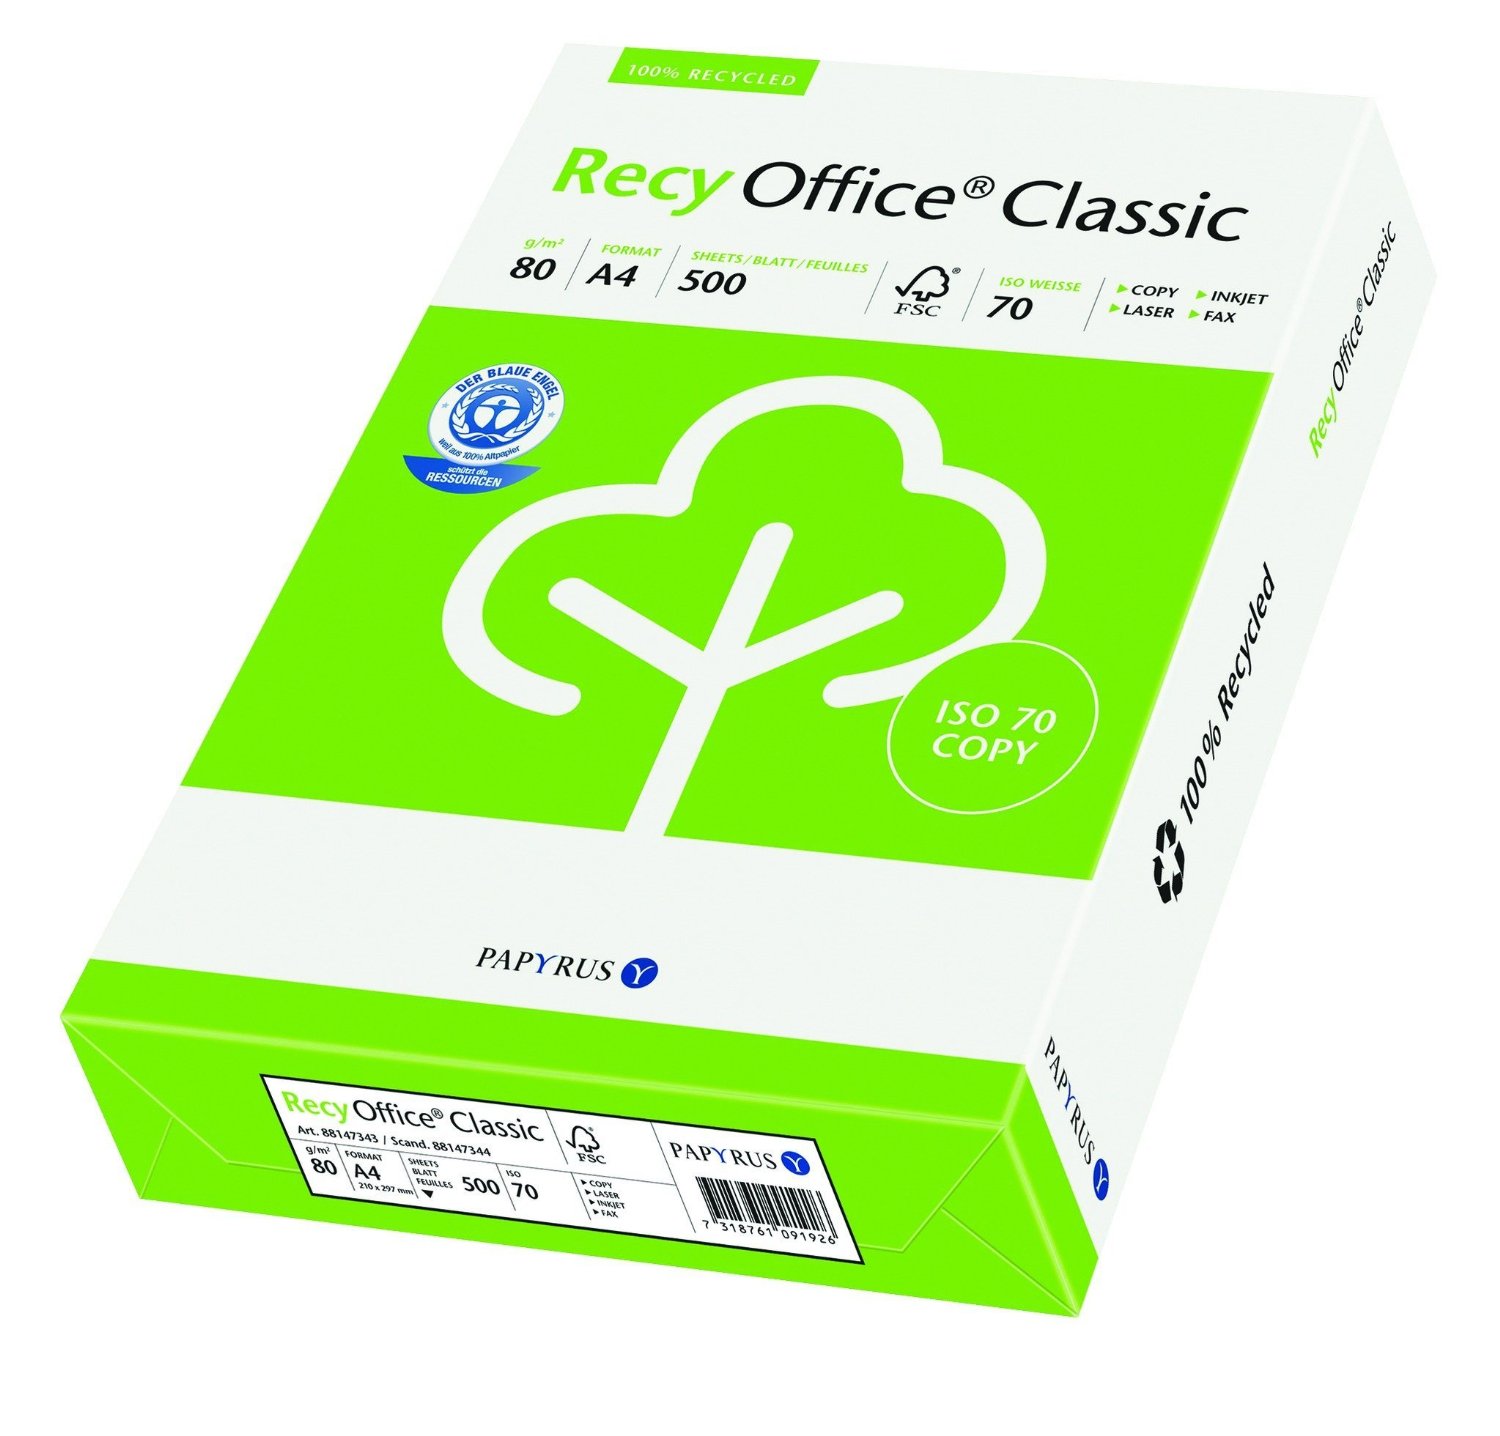 100% RECYCLED
Recy Office® Classic
g/m² FORMAT SHEETS/BLATT/FEUILLES ISO WEISSE
80 A4 500 FSC® 70
COPY INKJET
LASER FAX
DER BLAUE ENGEL
weil aus 100% Altpapier
schützt die
RESSOURCEN
ISO 70
COPY
PAPYRUS
Recy Office® Classic
100% Recycled
PAPYRUS
Recy Office® Classic
Art. 88147343 / Scand. 88147344
FSC®
PAPYRUS
g/m²
80
FORMAT
A4
210 x 297 mm
SHEETS
BLATT
FEUILLES
500
ISO
70
COPY
LASER
INKJET
FAX
7 318761 091926